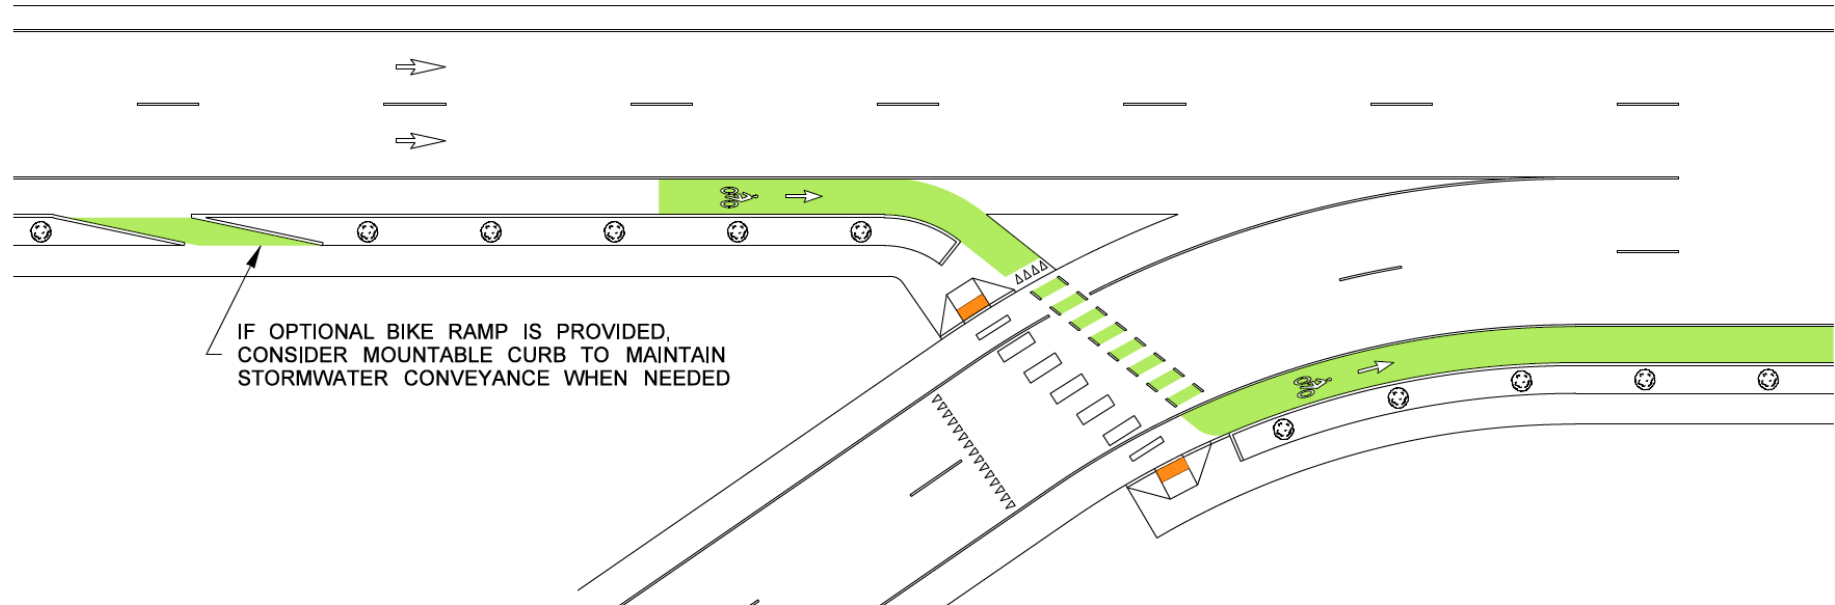 IF OPTIONAL BIKE RAMP IS PROVIDED,
CONSIDER MOUNTABLE CURB TO MAINTAIN
STORMWATER CONVEYANCE WHEN NEEDED